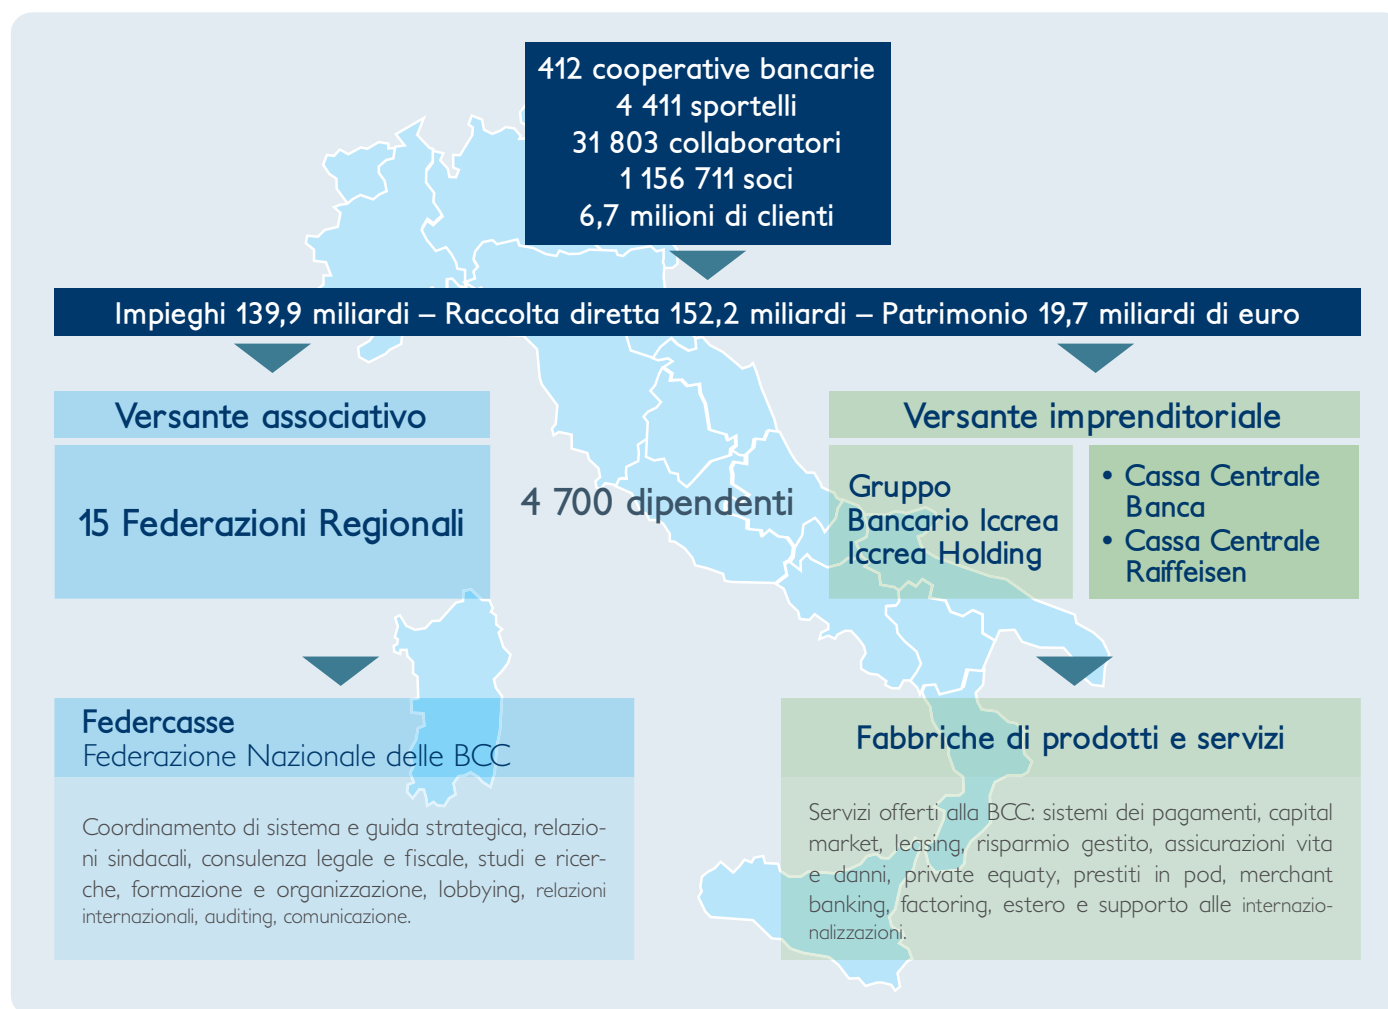 412 cooperative bancarie
4 411 sportelli
31 803 collaboratori
1 156 711 soci
6,7 milioni di clienti
Impieghi 139,9 miliardi – Raccolta diretta 152,2 miliardi – Patrimonio 19,7 miliardi di euro
Versante associativo
15 Federazioni Regionali
4 700 dipendenti
Versante imprenditoriale
Gruppo
Bancario Iccrea
Iccrea Holding
• Cassa Centrale
Banca
• Cassa Centrale
Raiffeisen
Federcasse
Federazione Nazionale delle BCC
Coordinamento di sistema e guida strategica, relazio-
ni sindacali, consulenza legale e fiscale, studi e ricer-
che, formazione e organizzazione, lobbying, relazioni
internazionali, auditing, comunicazione.
Fabbriche di prodotti e servizi
Servizi offerti alla BCC: sistemi dei pagamenti, capital
market, leasing, risparmio gestito, assicurazioni vita
e danni, private equaty, prestiti in pod, merchant
banking, factoring, estero e supporto alle internazio-
nalizzazioni.